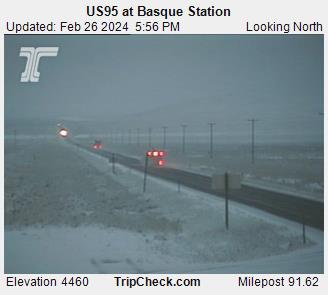 US95 at Basque Station
Updated: Feb 26 2024 5:56 PM Looking North
Elevation 4460 TripCheck.com Milepost 91.62